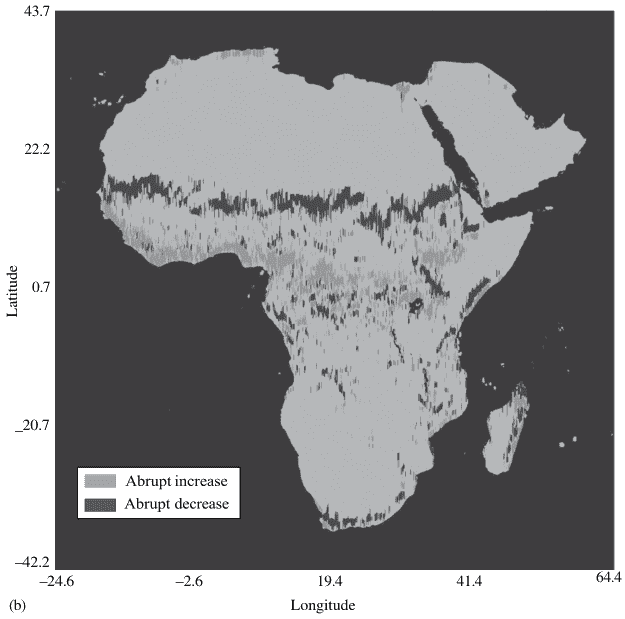 43.7
22.2
0.7
_20.7
–42.2
Latitude
Abrupt increase
Abrupt decrease
–24.6 –2.6 19.4 41.4 64.4
(b) Longitude